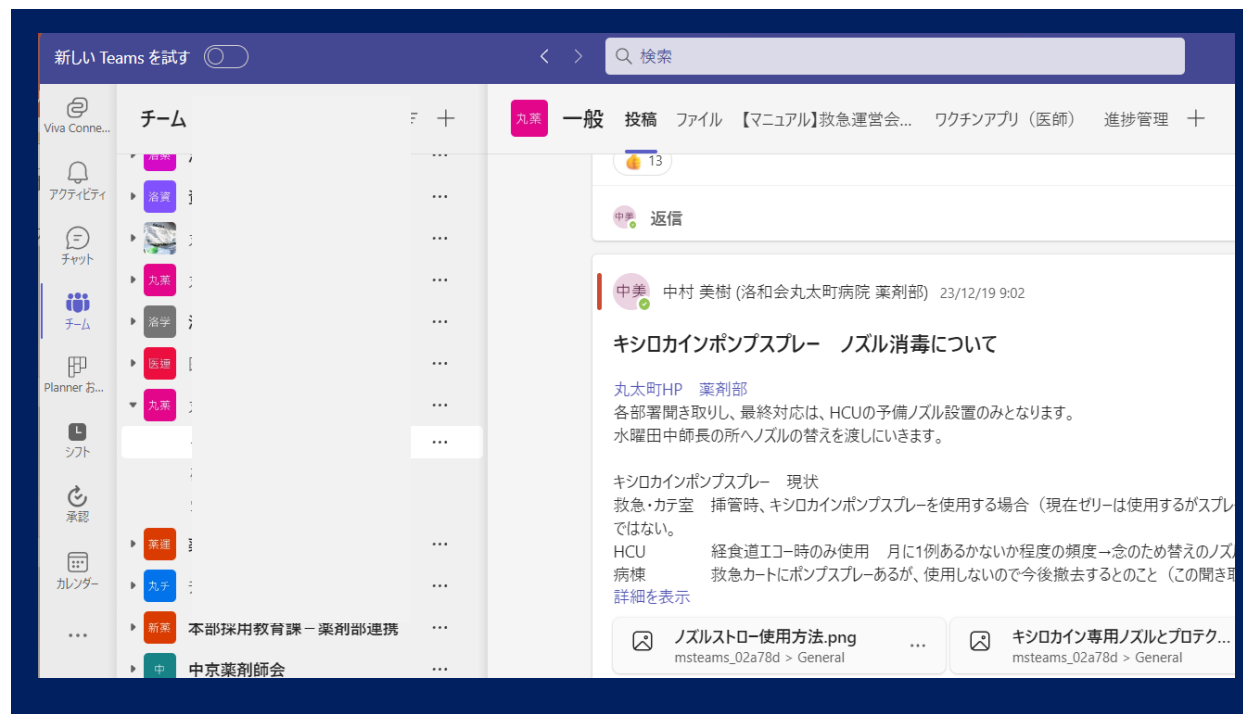 新しい Teams を試す
検索
Viva Conne...
アクティビティ
チャット
チーム
Planner お...
シフト
承認
カレンダー
チーム
洛薬
洛資
丸薬
洛学
医連
丸薬
薬運
丸チ
新薬 本部採用教育課－薬剤部連携
中 中京薬剤師会
丸薬 一般 投稿 ファイル 【マニュアル】救急運営会... ワクチンアプリ（医師） 進捗管理
13
中美 返信
中美 中村 美樹 (洛和会丸太町病院 薬剤部) 23/12/19 9:02
キシロカインポンプスプレー　ノズル消毒について
丸太町HP　薬剤部
各部署聞き取りし、最終対応は、HCUの予備ノズル設置のみとなります。
水曜田中師長の所へノズルの替えを渡しにいきます。
キシロカインポンプスプレー　現状
救急・カテ室　挿管時、キシロカインポンプスプレーを使用する場合（現在ゼリーは使用するがスプレ
ではない。
HCU　　　経食道エコー時のみ使用　月に1例あるかないか程度の頻度→念のため替えのノズル
病棟　　　救急カートにポンプスプレーあるが、使用しないので今後撤去するとのこと（この聞き取
詳細を表示
ノズルストロー使用方法.png ...
msteams_02a78d > General
キシロカイン専用ノズルとプロテク...
msteams_02a78d > General